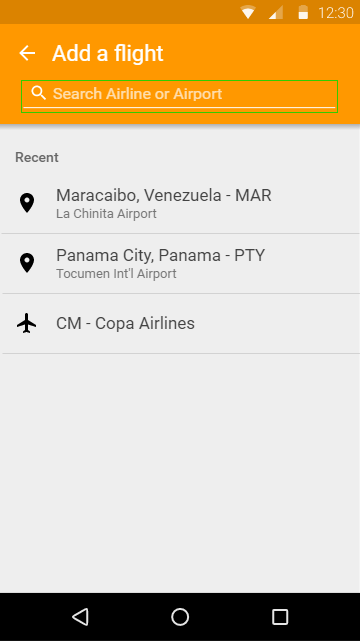 12:30
Add a flight
Search Airline or Airport
Recent
Maracaibo, Venezuela - MAR
La Chinita Airport
Panama City, Panama - PTY
Tocumen Int'l Airport
CM - Copa Airlines